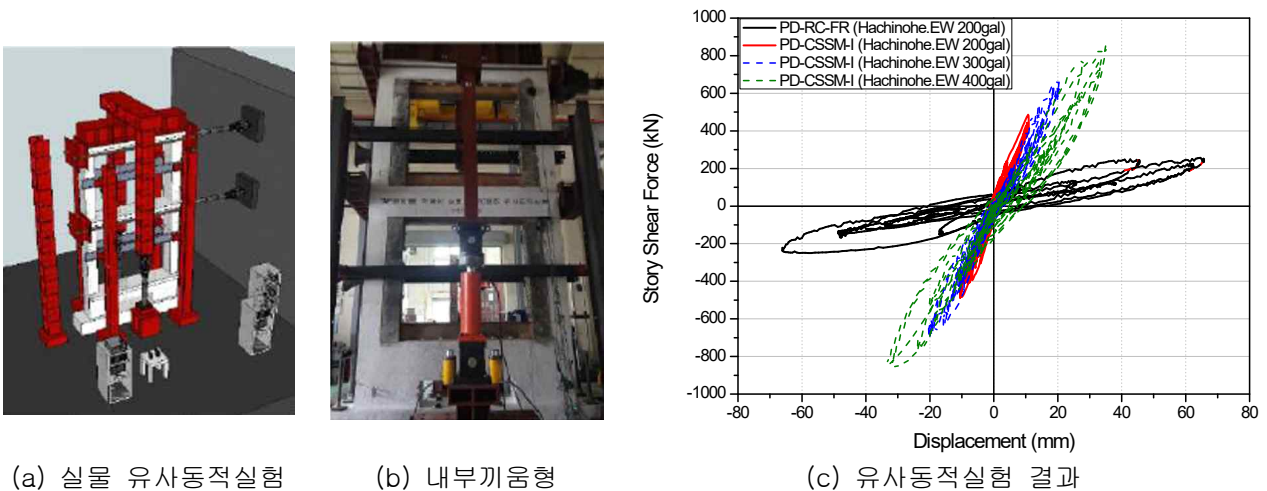 1000
800
600
400
200
0
-200
-400
-600
-800
-1000
Story Shear Force (kN)
PD-RC-FR (Hachinohe.EW 200gal)
PD-CSSM-I (Hachinohe.EW 200gal)
PD-CSSM-I (Hachinohe.EW 300gal)
PD-CSSM-I (Hachinohe.EW 400gal)
-80 -60 -40 -20 0 20 40 60 80
Displacement (mm)
(a) 실물 유사동적실험 (b) 내부끼움형 (c) 유사동적실험 결과